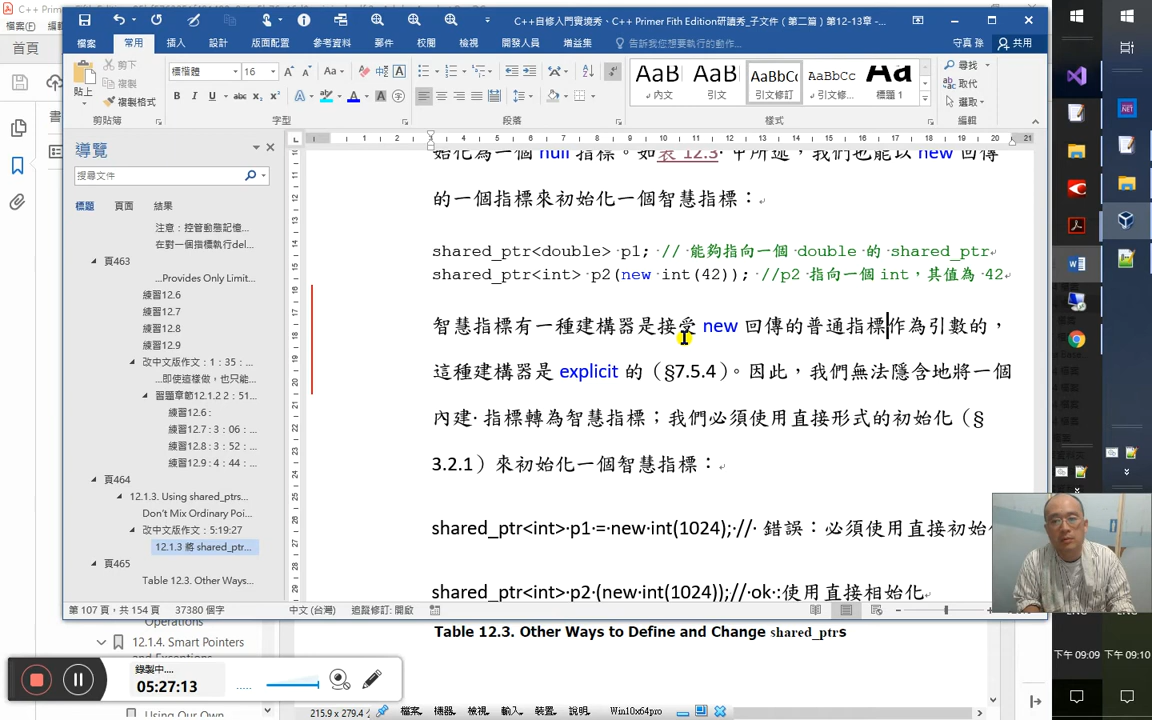 C++自修入門實境秀、C++ Primer Fith Edition研讀秀_子文件（第二篇）第12-13章 -...
檔案 常用 插入 設計 版面配置 參考資料 郵件 校閱 檢視 開發人員 增益集 告訴我您想要執行的動作... 守真 孫 共用
首頁
貼上
剪下
複製
複製格式
剪貼簿
標楷體 16
字型
段落
AaBb AaBb AaBbCc AaBbCc AaBb
內文 引文 引文修訂 引文修... 標題 1
樣式
尋找
取代
選取
編輯
導覽
搜尋文件
標題 頁面 結果
注意：控管動態記憶...
在對一個指標執行del...
頁463
...Provides Only Limit...
練習12.6
練習12.7
練習12.8
練習12.9
改中文版作文：1：35：...
...即使這樣做，也只能...
習題章節12.1.2 2：51...
練習12.6 :
練習12.7：3：06：...
練習12.8：3：52：...
練習12.9：4：44：...
頁464
12.1.3. Using shared_ptrs...
Don't Mix Ordinary Poi...
改中文版作文：5:19:27
12.1.3 將 shared_ptr...
頁465
Table 12.3. Other Ways...
始化為一個 null 指標。如表 12.3 中所述，我們也能以 new 回傳
的一個指標來初始化一個智慧指標：
shared_ptr<double> p1; // 能夠指向一個 double 的 shared_ptr
shared_ptr<int> p2(new int(42)); //p2 指向一個 int，其值為 42
智慧指標有一種建構器是接受 new 回傳的普通指標作為引數的，
這種建構器是 explicit 的（§7.5.4）。因此，我們無法隱含地將一個
內建 指標轉為智慧指標；我們必須使用直接形式的初始化（§
3.2.1）來初始化一個智慧指標：
shared_ptr<int> p1 = new int(1024); // 錯誤：必須使用直接初始
shared_ptr<int> p2 (new int(1024));// ok :使用直接相始化
第 107 頁，共 154 頁 37380 個字 中文 (台灣) 追蹤修訂: 開啟
Operations
12.1.4. Smart Pointers
and Exceptions
Using Our Own
Table 12.3. Other Ways to Define and Change shared_ptrs
錄製中....
05:27:13
215.9 x 279.4
檔案 機器 檢視 輸入 裝置 說明 Win10x64pro
下午 09:09 下午 09:10